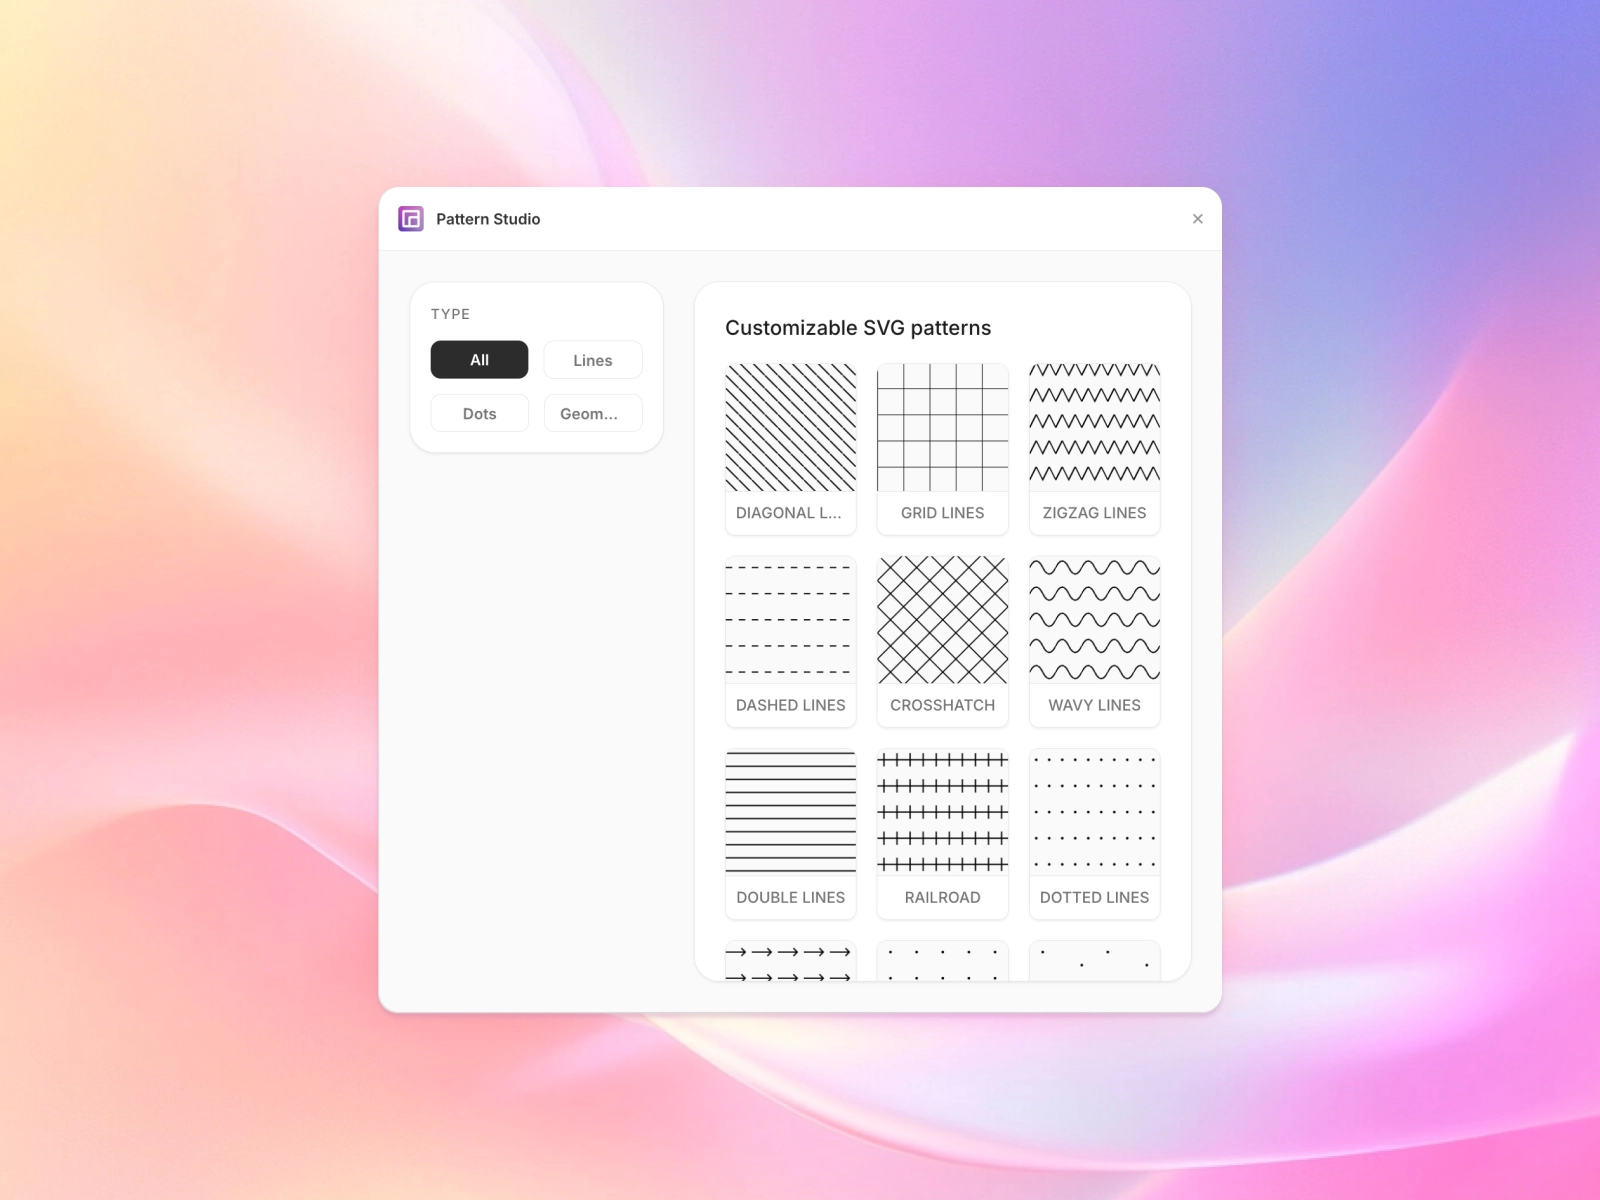 Pattern Studio
TYPE
All
Lines
Dots
Geom...
Customizable SVG patterns
DIAGONAL L...
GRID LINES
ZIGZAG LINES
DASHED LINES
CROSSHATCH
WAVY LINES
DOUBLE LINES
RAILROAD
DOTTED LINES